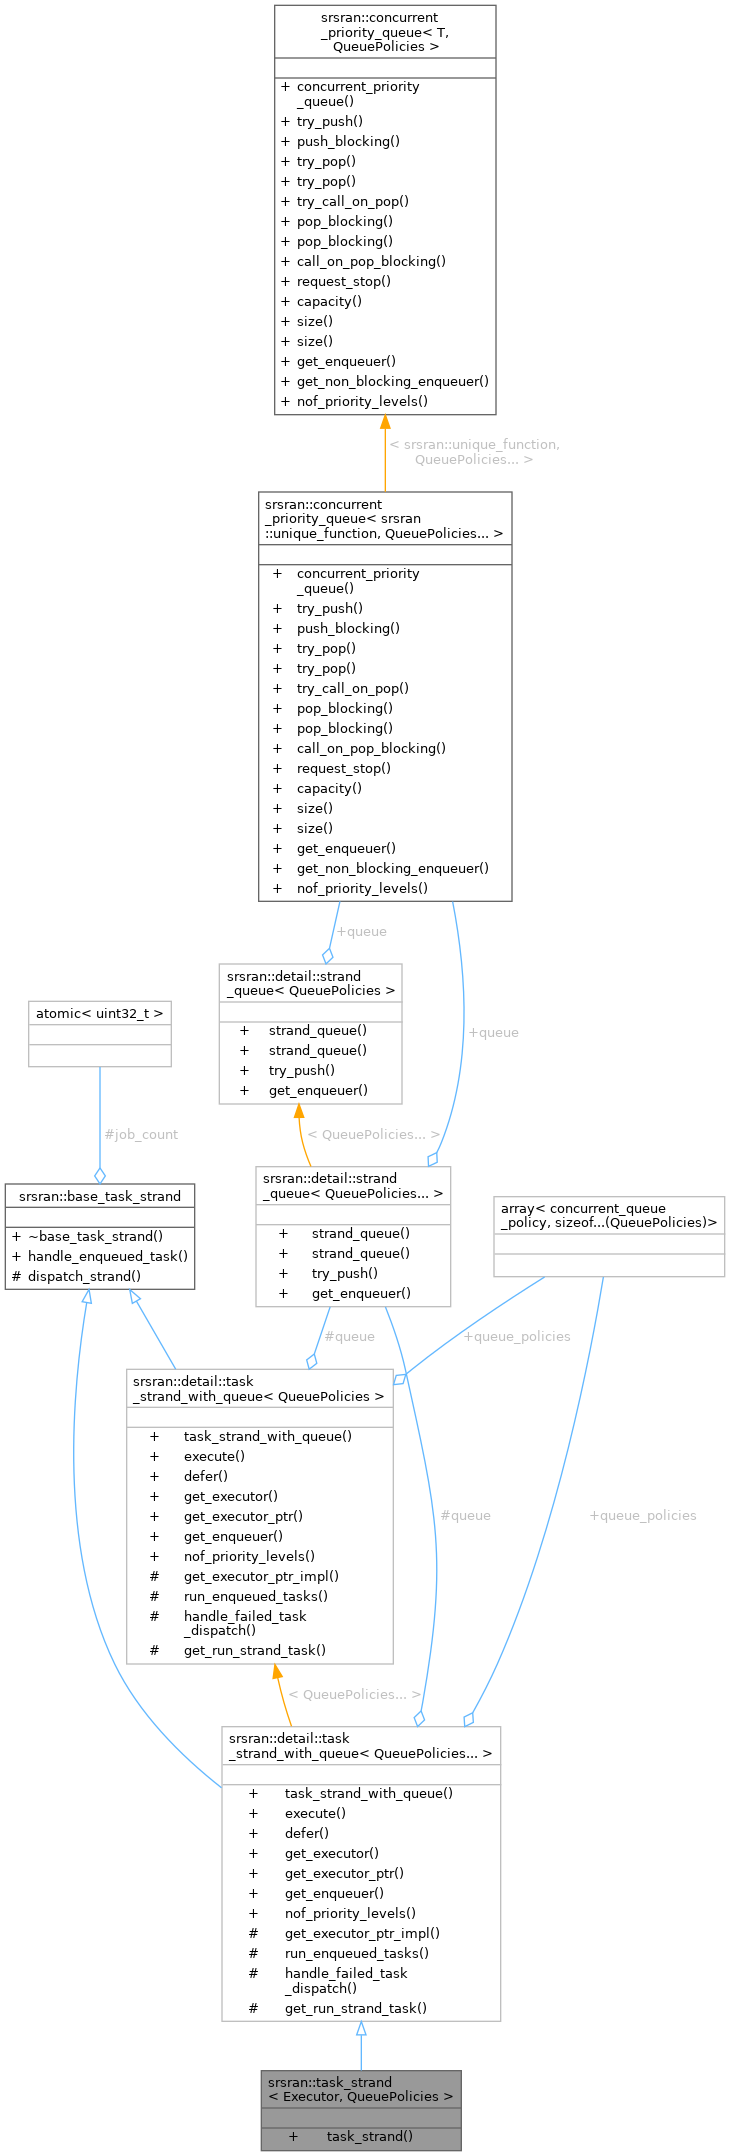 srsran::concurrent
_priority_queue< T,
QueuePolicies >
+ concurrent_priority
_queue()
+ try_push()
+ push_blocking()
+ try_pop()
+ try_pop()
+ try_call_on_pop()
+ pop_blocking()
+ pop_blocking()
+ call_on_pop_blocking()
+ request_stop()
+ capacity()
+ size()
+ size()
+ get_enqueuer()
+ get_non_blocking_enqueuer()
+ nof_priority_levels()
< srsran::unique_function,
QueuePolicies... >
srsran::concurrent
_priority_queue< srsran
::unique_function, QueuePolicies... >
+ concurrent_priority
_queue()
+ try_push()
+ push_blocking()
+ try_pop()
+ try_pop()
+ try_call_on_pop()
+ pop_blocking()
+ pop_blocking()
+ call_on_pop_blocking()
+ request_stop()
+ capacity()
+ size()
+ size()
+ get_enqueuer()
+ get_non_blocking_enqueuer()
+ nof_priority_levels()
+queue
srsran::detail::strand
_queue< QueuePolicies >
+ strand_queue()
+ strand_queue()
+ try_push()
+ get_enqueuer()
+queue
atomic< uint32_t >
#job_count
< QueuePolicies... >
srsran::base_task_strand
+ ~base_task_strand()
+ handle_enqueued_task()
# dispatch_strand()
srsran::detail::strand
_queue< QueuePolicies... >
+ strand_queue()
+ strand_queue()
+ try_push()
+ get_enqueuer()
array< concurrent_queue
_policy, sizeof...(QueuePolicies)>
#queue
+queue_policies
srsran::detail::task
_strand_with_queue< QueuePolicies >
+ task_strand_with_queue()
+ execute()
+ defer()
+ get_executor()
+ get_executor_ptr()
+ get_enqueuer()
+ nof_priority_levels()
# get_executor_ptr_impl()
# run_enqueued_tasks()
# handle_failed_task
_dispatch()
# get_run_strand_task()
#queue
+queue_policies
< QueuePolicies... >
srsran::detail::task
_strand_with_queue< QueuePolicies... >
+ task_strand_with_queue()
+ execute()
+ defer()
+ get_executor()
+ get_executor_ptr()
+ get_enqueuer()
+ nof_priority_levels()
# get_executor_ptr_impl()
# run_enqueued_tasks()
# handle_failed_task
_dispatch()
# get_run_strand_task()
srsran::task_strand
< Executor, QueuePolicies >
+ task_strand()